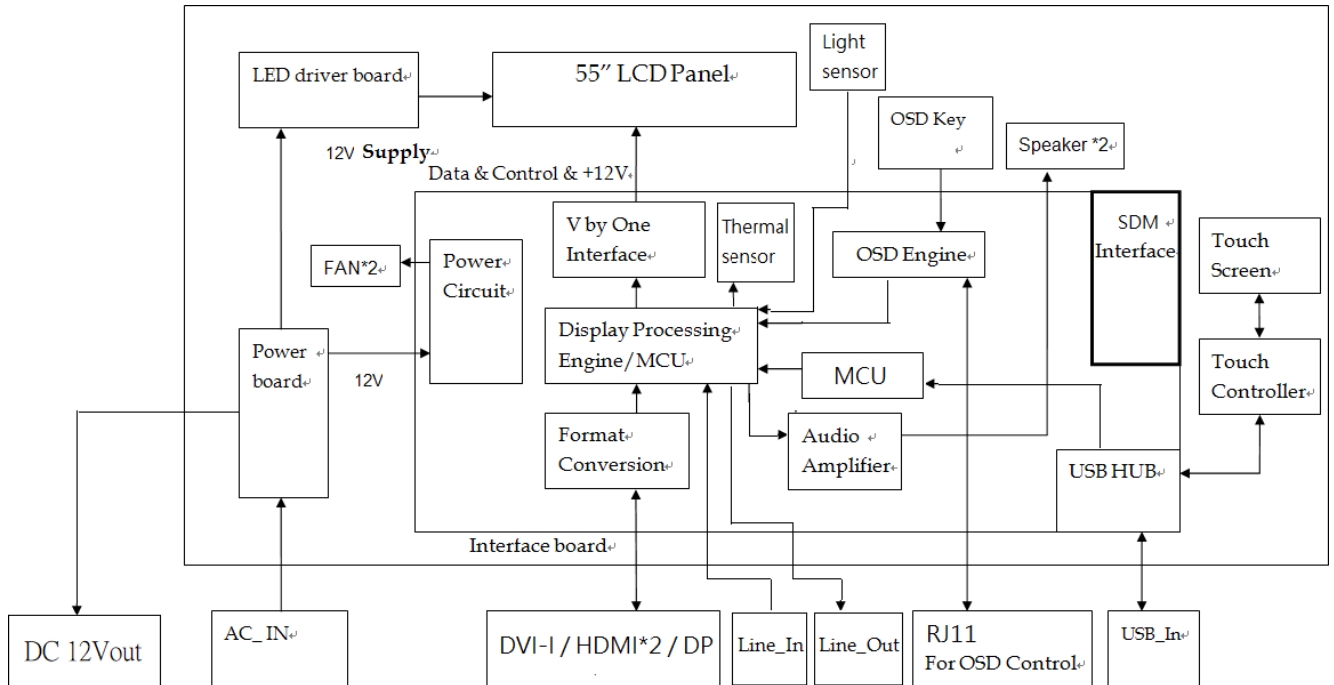 LED driver board
55” LCD Panel
Light
sensor
OSD Key
Speaker *2
12V Supply
Data & Control & +12V
V by One
Interface
Thermal
sensor
OSD Engine
SDM
Interface
Touch
Screen
FAN*2
Power
Circuit
Display Processing
Engine/MCU
Power
board
12V
MCU
Touch
Controller
Format
Conversion
Audio
Amplifier
USB HUB
Interface board
DC 12Vout
AC_ IN
DVI-I / HDMI*2 / DP
Line_In
Line_Out
RJ11
For OSD Control
USB_In